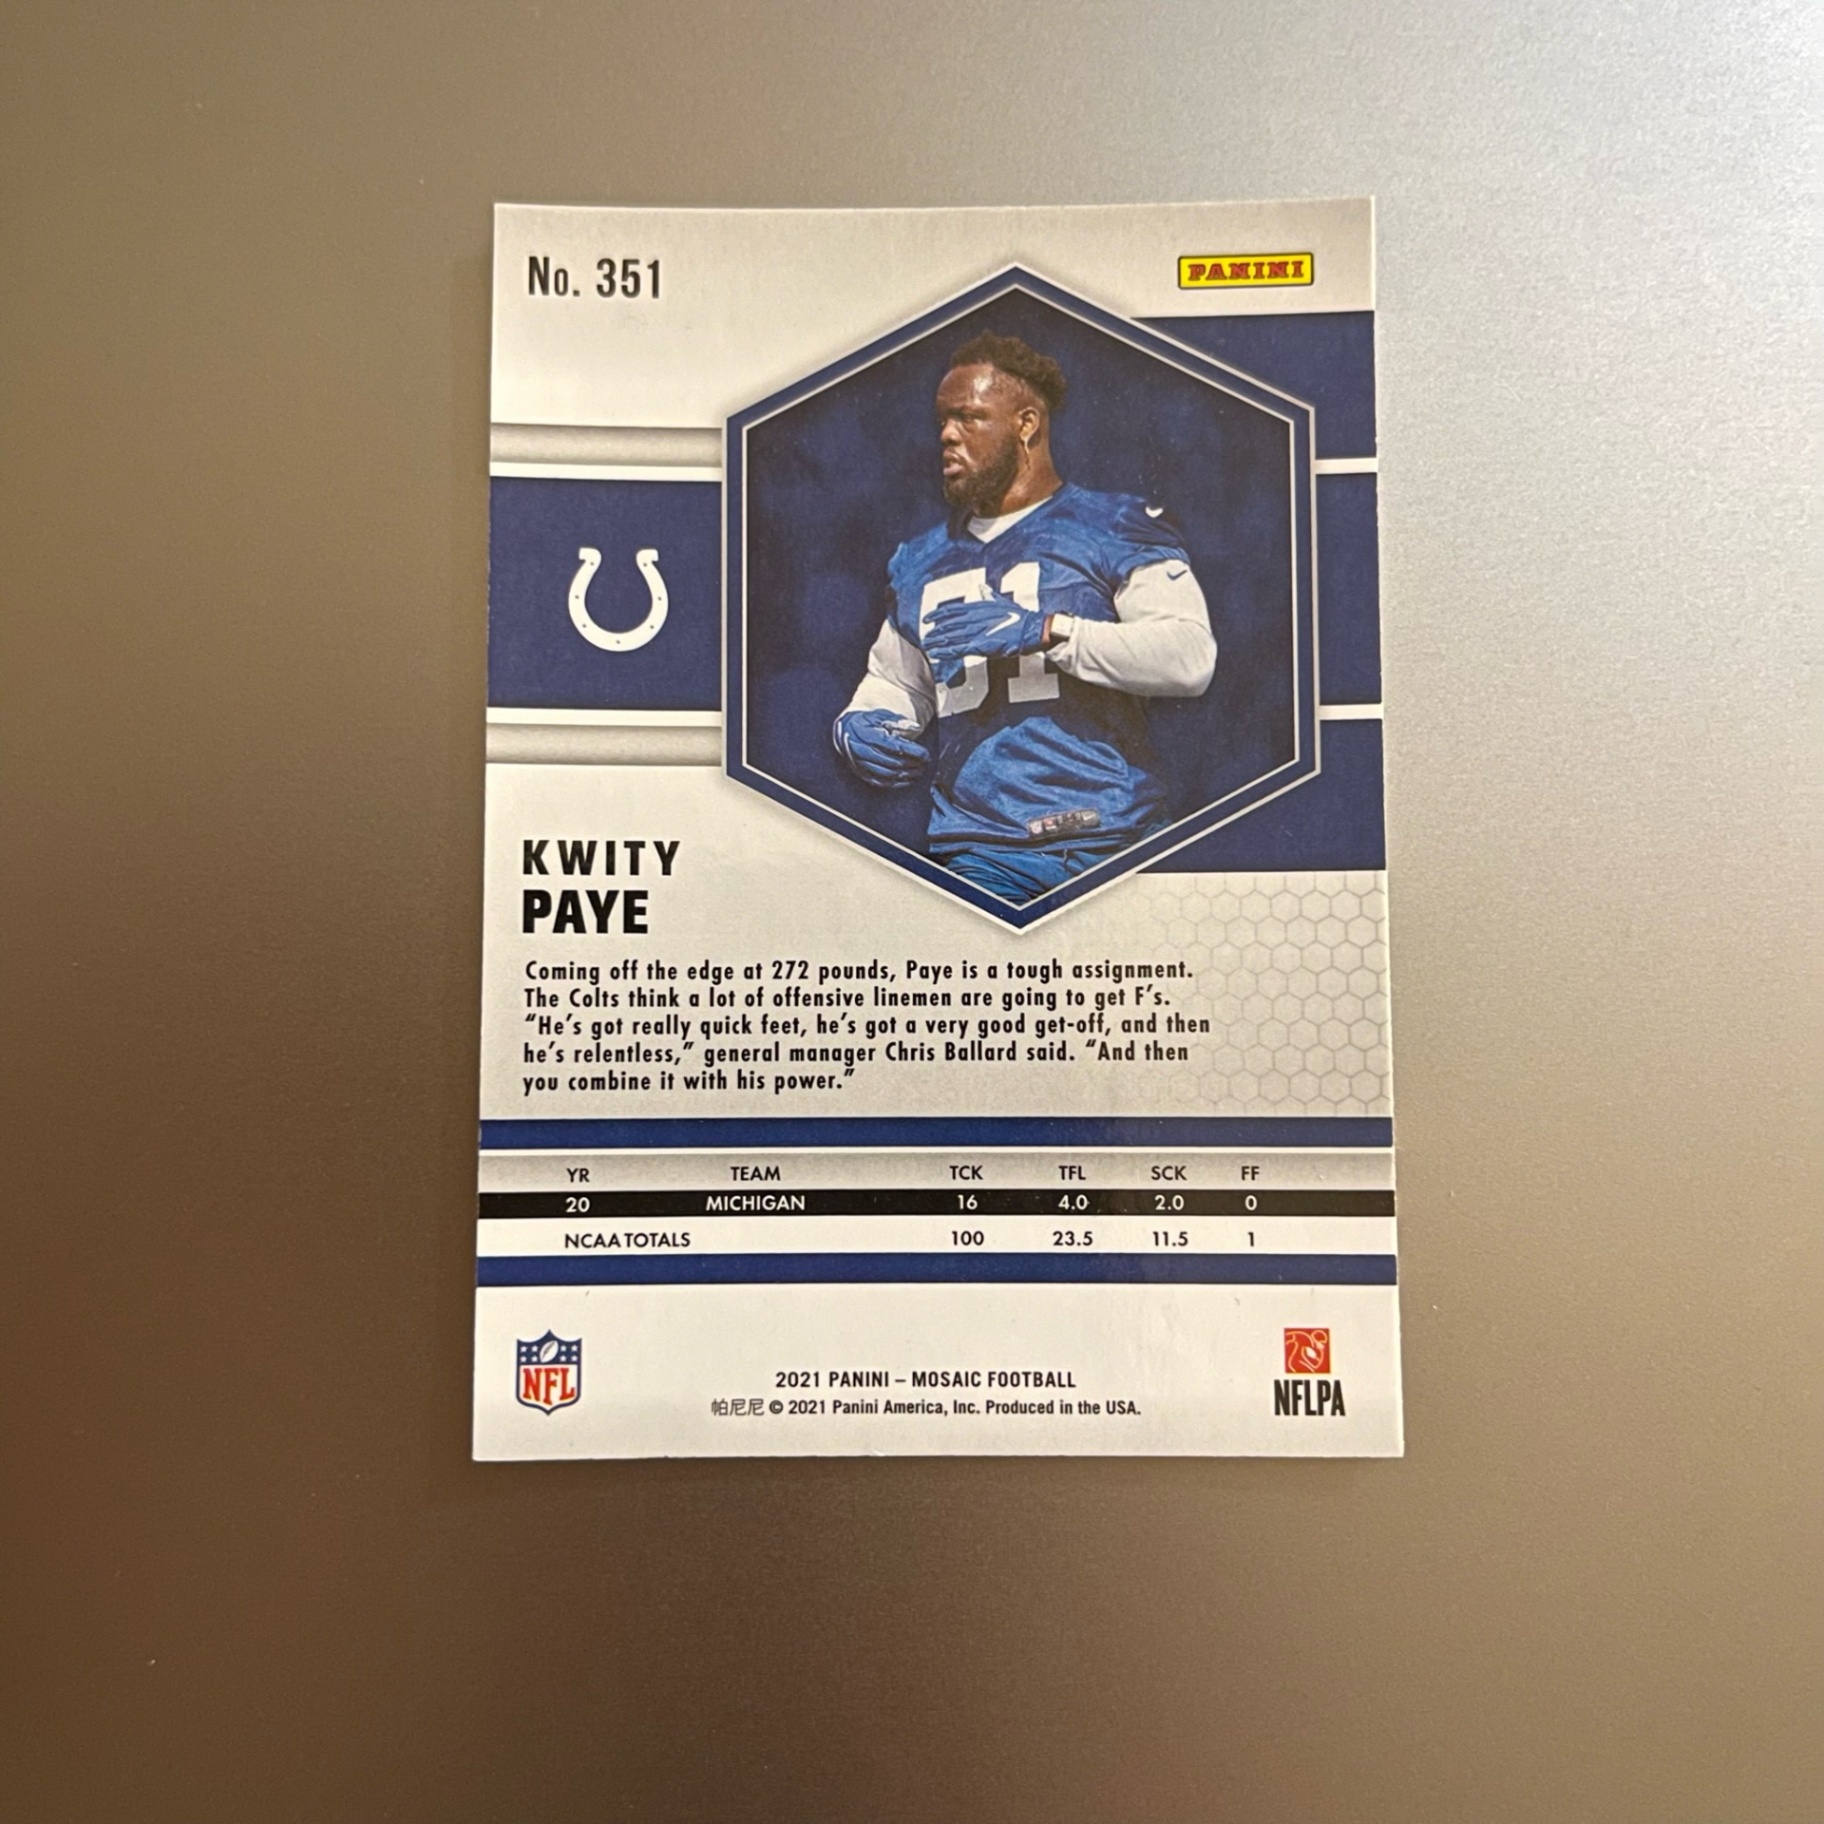 No. 351
PANINI
51
KWITY
PAYE
Coming off the edge at 272 pounds, Paye is a tough assignment.
The Colts think a lot of offensive linemen are going to get F's.
“He's got really quick feet, he's got a very good get-off, and then
he's relentless,” general manager Chris Ballard said. “And then
you combine it with his power.”
YR TEAM TCK TFL SCK FF
20 MICHIGAN 16 4.0 2.0 0
NCAA TOTALS 100 23.5 11.5 1
NFL
2021 PANINI – MOSAIC FOOTBALL
帕尼尼 © 2021 Panini America, Inc. Produced in the USA.
NFLPA